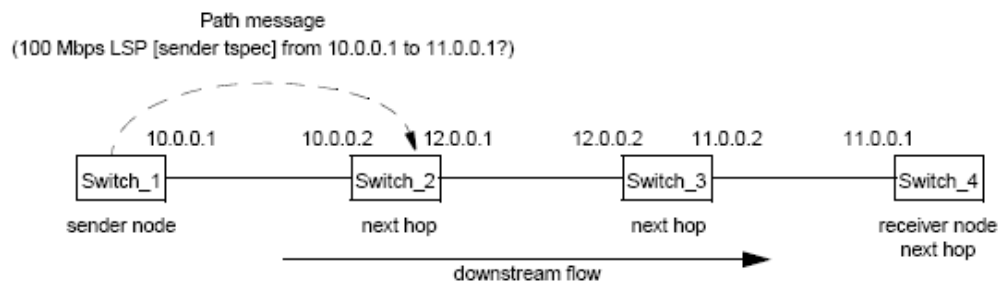 Path message
(100 Mbps LSP [sender tspec] from 10.0.0.1 to 11.0.0.1?)
10.0.0.1 10.0.0.2 12.0.0.1 12.0.0.2 11.0.0.2 11.0.0.1
Switch_1 Switch_2 Switch_3 Switch_4
sender node next hop next hop receiver node
next hop
downstream flow